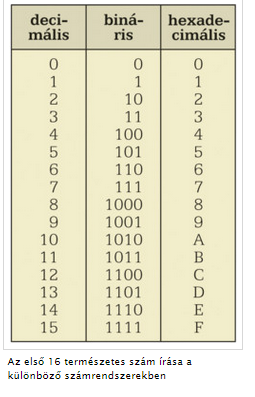 deci-
mális
biná-
ris
hexade-
cimális
0 0 0
1 1 1
2 10 2
3 11 3
4 100 4
5 101 5
6 110 6
7 111 7
8 1000 8
9 1001 9
10 1010 A
11 1011 B
12 1100 C
13 1101 D
14 1110 E
15 1111 F
Az első 16 természetes szám írása a
különböző számrendszerekben